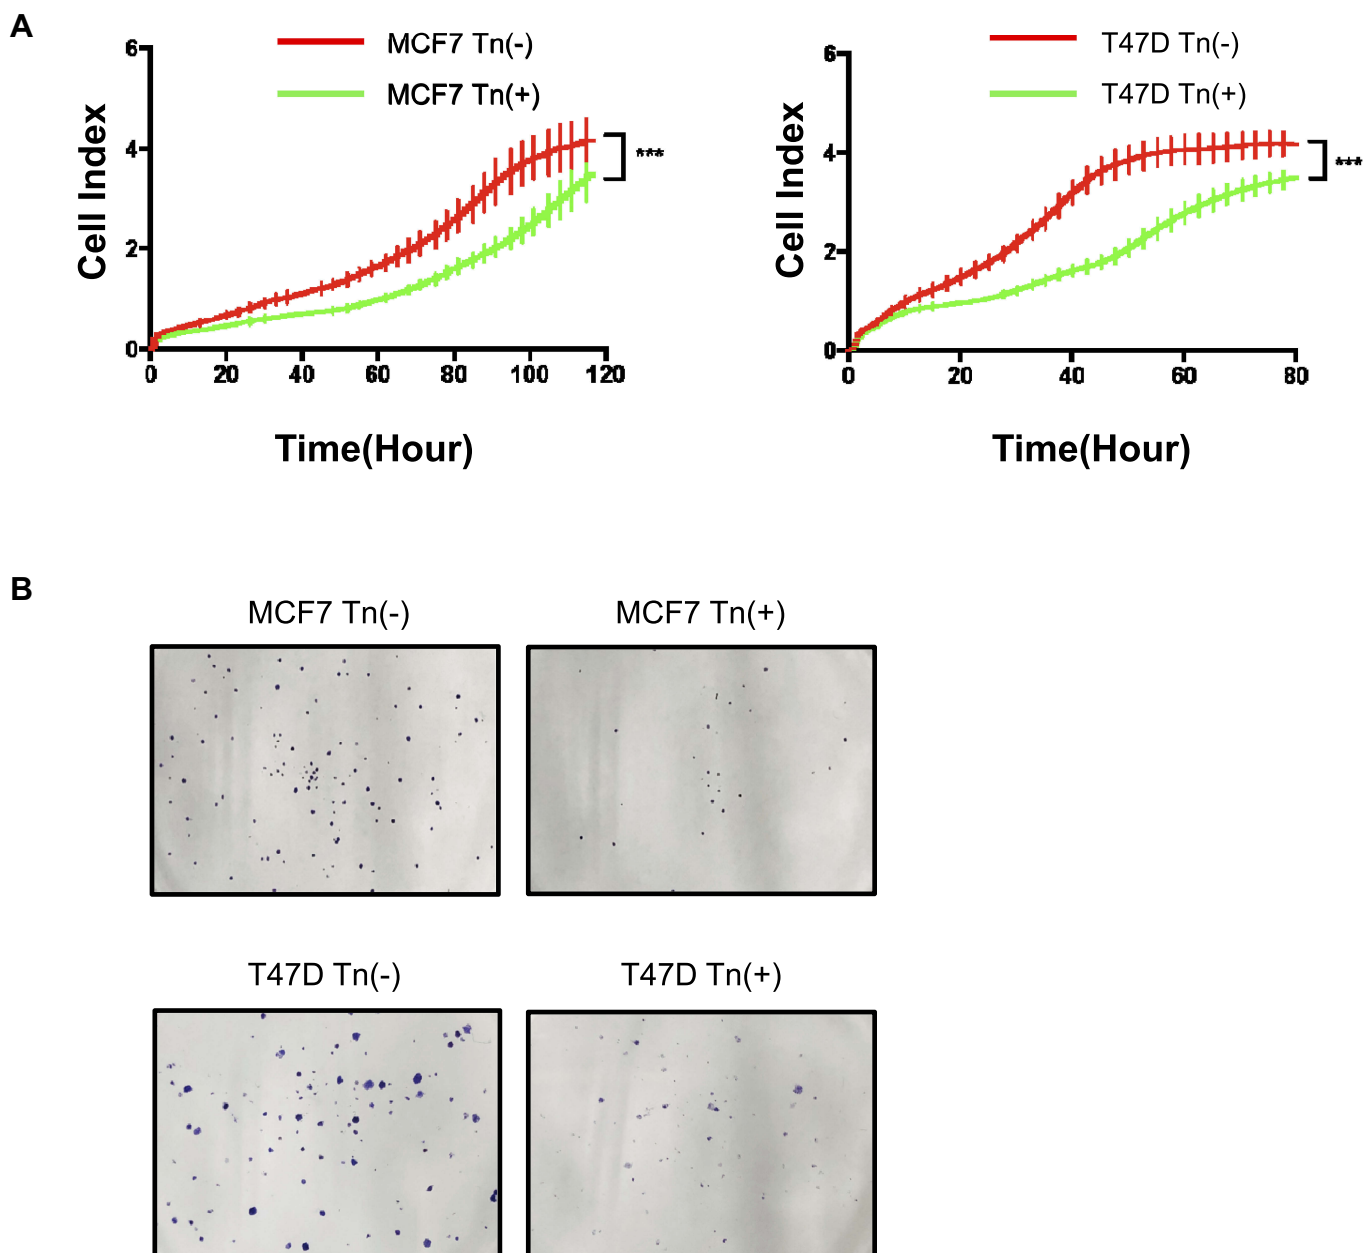 A
MCF7 Tn(-)
MCF7 Tn(+)
6
4
2
0
Cell Index
***
0 20 40 60 80 100 120
Time(Hour)
T47D Tn(-)
T47D Tn(+)
6
4
2
0
Cell Index
***
0 20 40 60 80
Time(Hour)
B
MCF7 Tn(-) MCF7 Tn(+)
T47D Tn(-) T47D Tn(+)